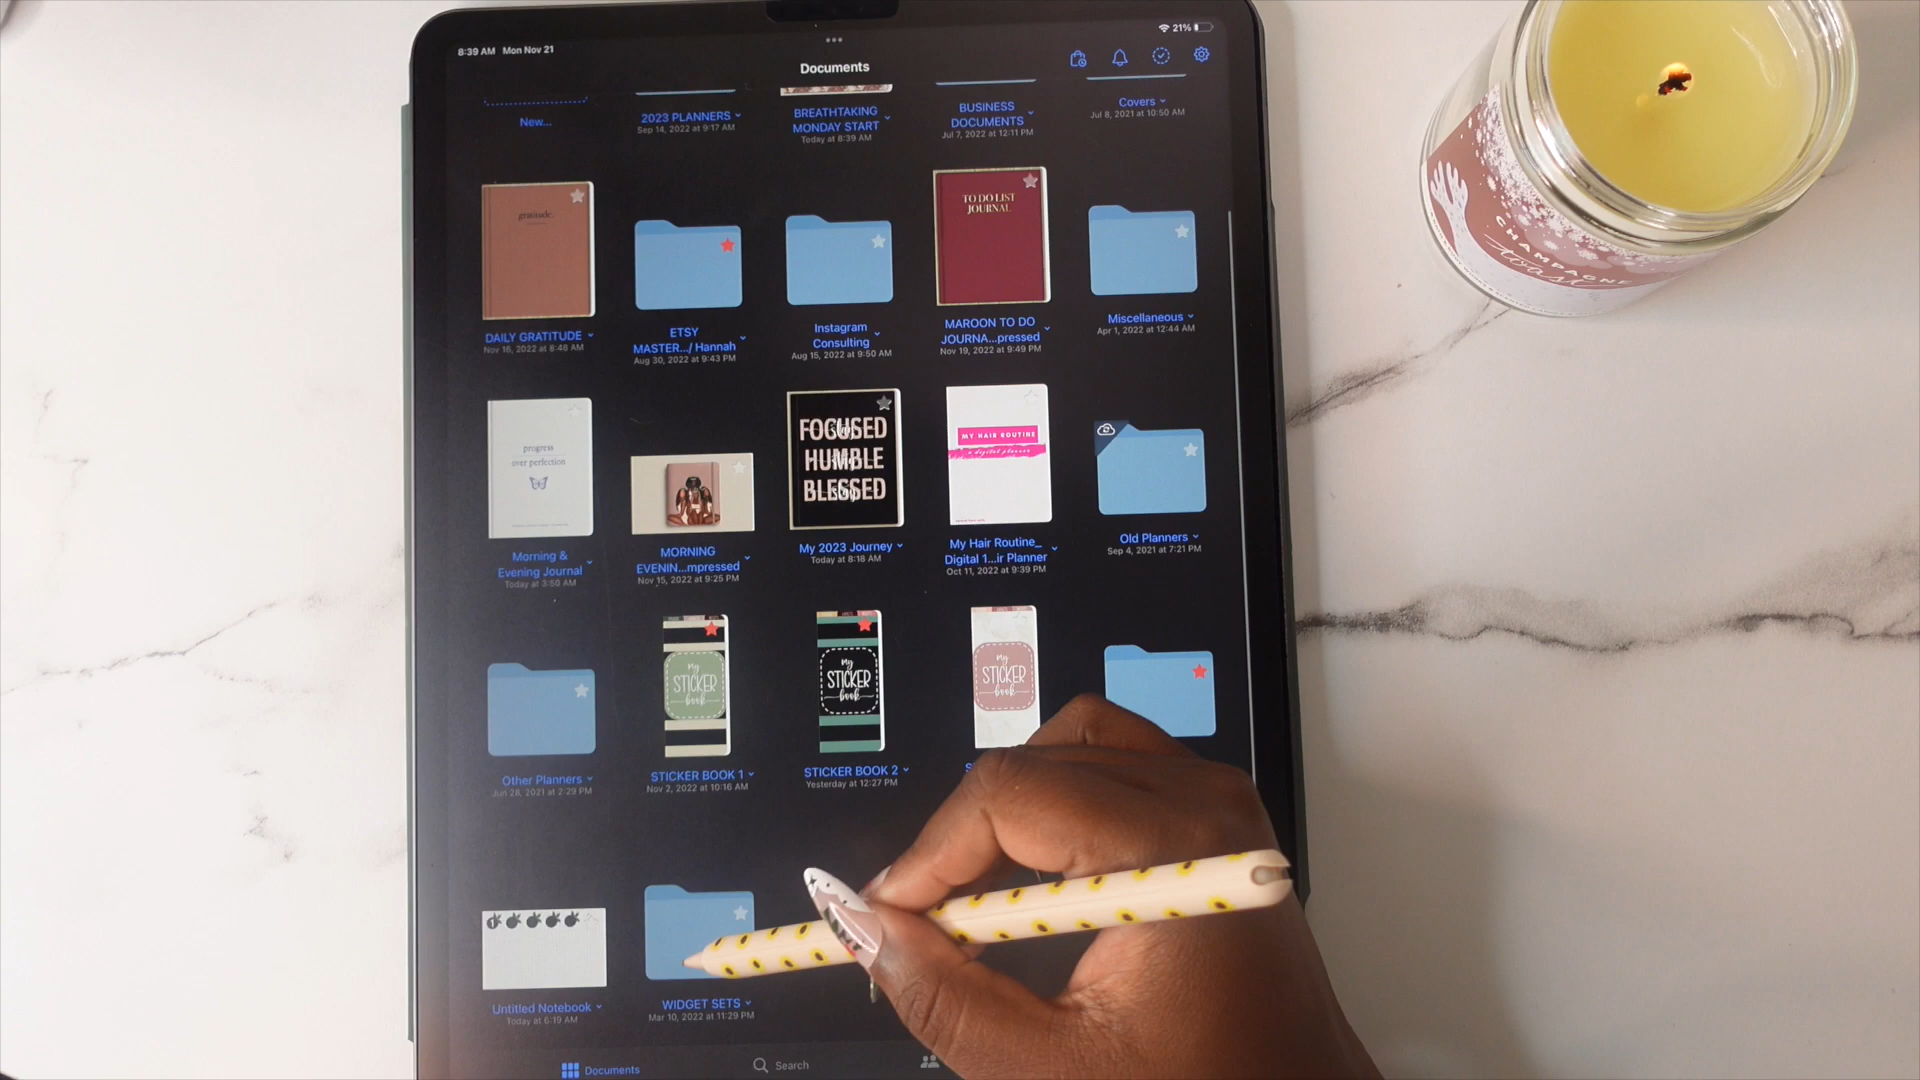 8:39 AM Mon Nov 21
21%
Documents
New...
2023 PLANNERS
Sep 14, 2022 at 9:17 AM
BREATHTAKING
MONDAY START
Today at 8:39 AM
BUSINESS
DOCUMENTS
Jul 7, 2022 at 12:11 PM
Covers
Jul 8, 2021 at 10:50 AM
gratitude.
TO DO LIST
JOURNAL
DAILY GRATITUDE
Nov 16, 2022 at 8:46 AM
ETSY
MASTER.../ Hannah
Aug 30, 2022 at 9:43 PM
Instagram
Consulting
Aug 15, 2022 at 9:50 AM
MAROON TO DO
JOURNA...pressed
Nov 19, 2022 at 9:49 PM
Miscellaneous
Apr 1, 2022 at 12:44 AM
progress
over perfection
FOCUSED
HUMBLE
BLESSED
MY HAIR ROUTINE
a digital planner
Morning &
Evening Journal
Today at 3:50 AM
MORNING
EVENIN...mpressed
Nov 15, 2022 at 9:25 PM
My 2023 Journey
Today at 8:18 AM
My Hair Routine_
Digital 1...ir Planner
Oct 11, 2022 at 9:39 PM
Old Planners
Sep 4, 2021 at 7:21 PM
my
STICKER
book
my
STICKER
book
my
STICKER
book
Other Planners
Jun 28, 2021 at 2:29 PM
STICKER BOOK 1
Nov 2, 2022 at 10:16 AM
STICKER BOOK 2
Yesterday at 12:27 PM
Untitled Notebook
Today at 6:19 AM
WIDGET SETS
Mar 10, 2022 at 11:29 PM
Documents
Search
CHAMPAGNE
toast